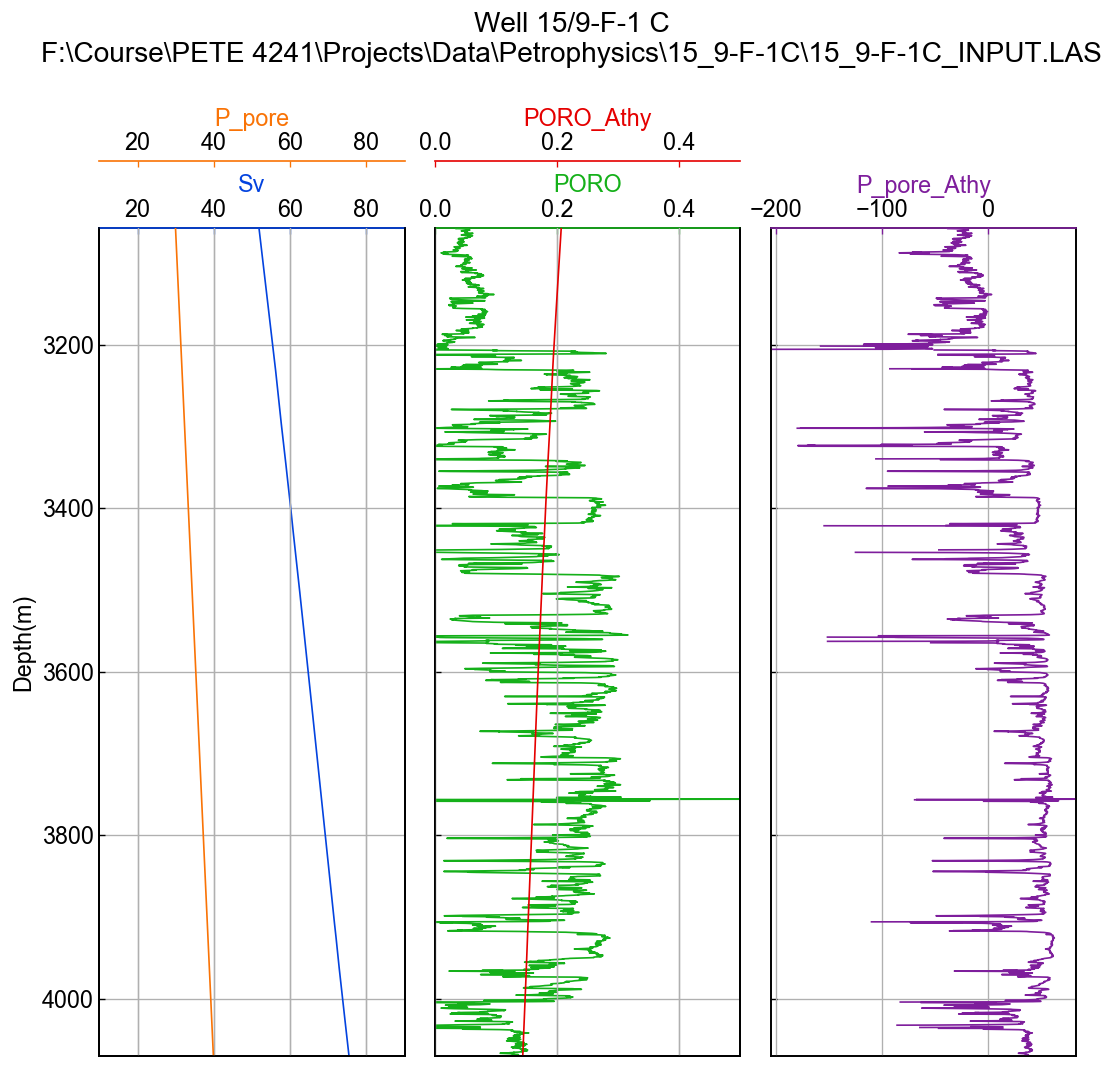 Well 15/9-F-1 C
F:\Course\PETE 4241\Projects\Data\Petrophysics\15_9-F-1C\15_9-F-1C_INPUT.LAS
P_pore
20 40 60 80
Sv
20 40 60 80
PORO_Athy
0.0 0.2 0.4
PORO
0.0 0.2 0.4
P_pore_Athy
−200 −100 0
Depth(m)
3200
3400
3600
3800
4000